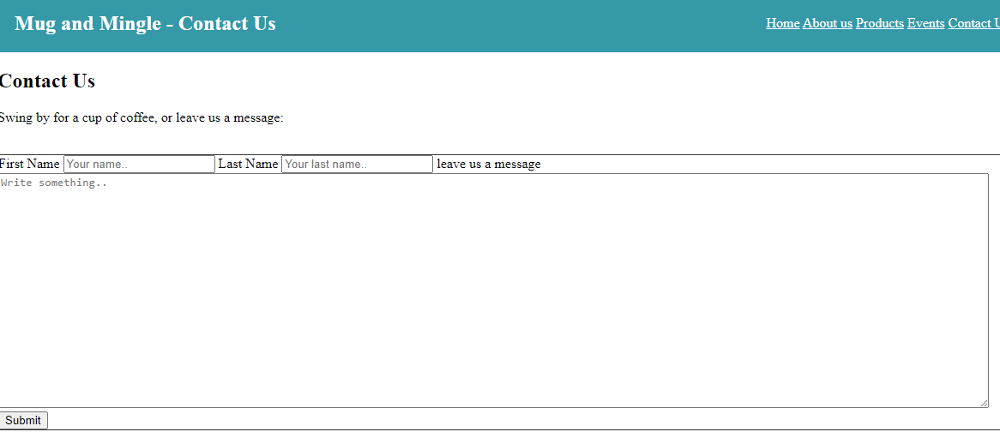 Mug and Mingle - Contact Us
Home About us Products Events Contact U
Contact Us
Swing by for a cup of coffee, or leave us a message:
First Name Your name.. Last Name Your last name.. leave us a message
Write something..
Submit